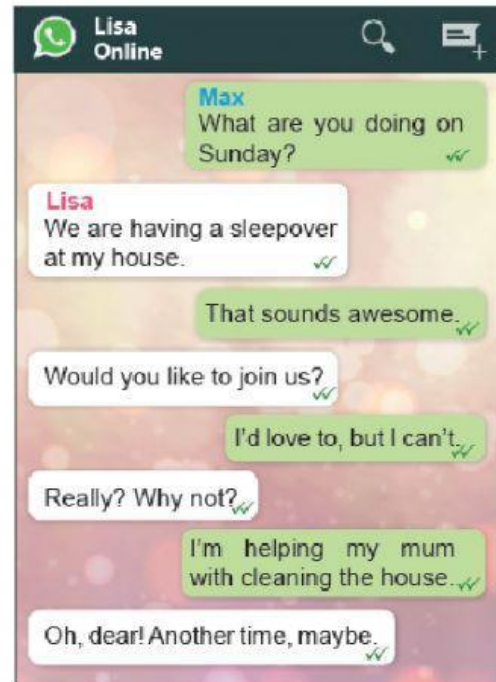 Lisa
Online
Max
What are you doing on
Sunday?
Lisa
We are having a sleepover
at my house.
That sounds awesome.
Would you like to join us?
I'd love to, but I can't.
Really? Why not?
I'm helping my mum
with cleaning the house.
Oh, dear! Another time, maybe.